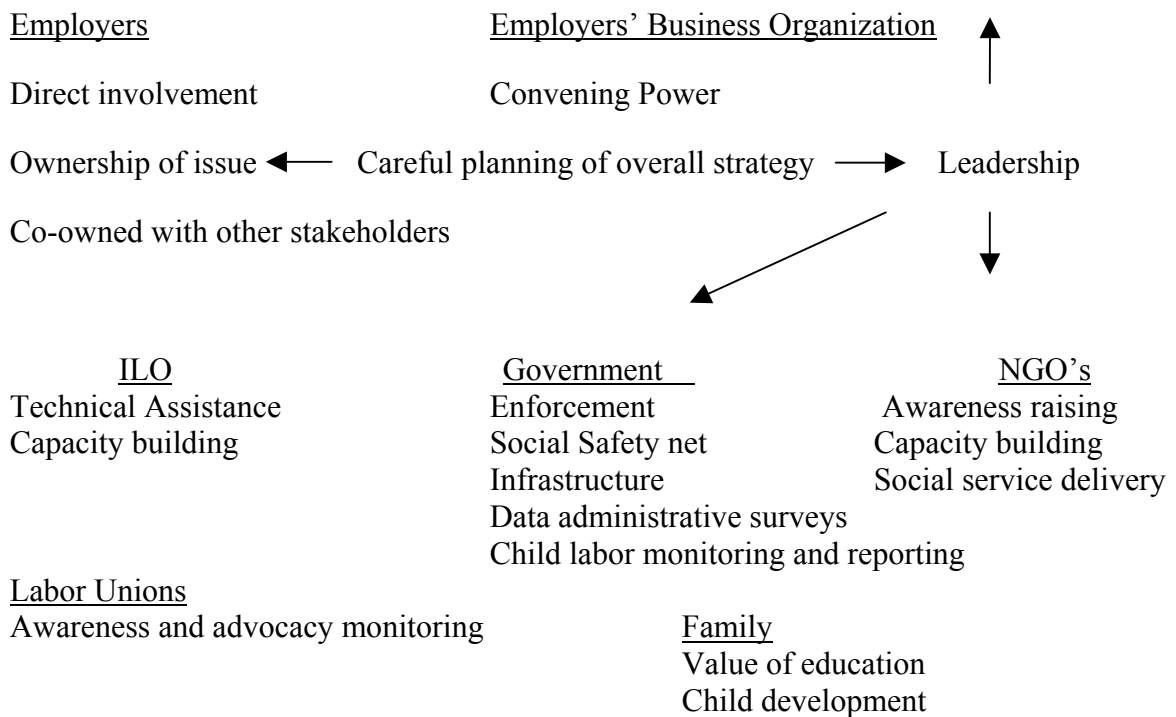 Employers
Employers’ Business Organization
Direct involvement
Convening Power
Ownership of issue
Careful planning of overall strategy
Leadership
Co-owned with other stakeholders
ILO
Technical Assistance
Capacity building
Government
Enforcement
Social Safety net
Infrastructure
Data administrative surveys
Child labor monitoring and reporting
NGO’s
Awareness raising
Capacity building
Social service delivery
Labor Unions
Awareness and advocacy monitoring
Family
Value of education
Child development